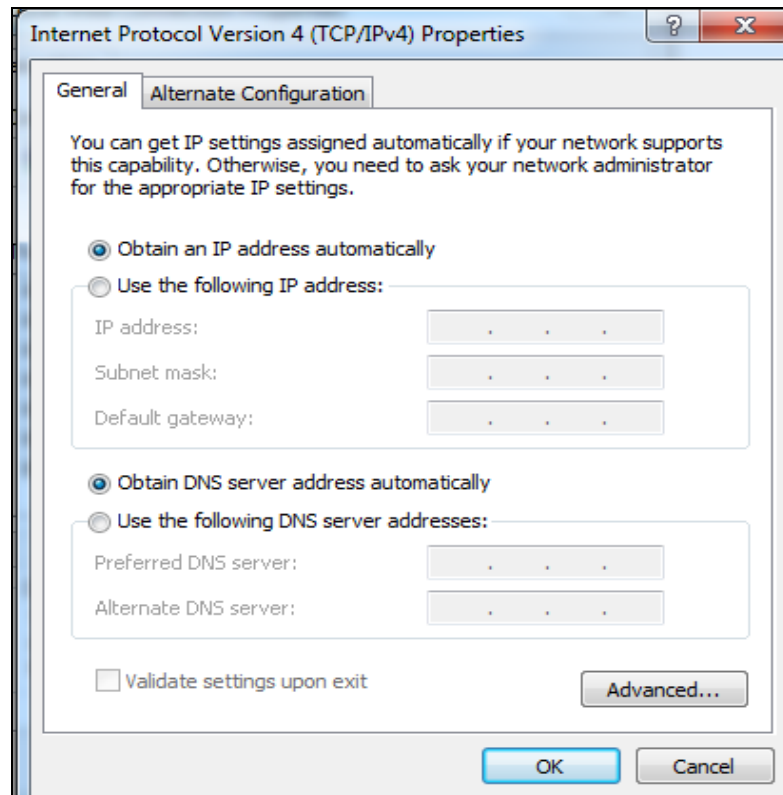 Internet Protocol Version 4 (TCP/IPv4) Properties
General
Alternate Configuration
You can get IP settings assigned automatically if your network supports
this capability. Otherwise, you need to ask your network administrator
for the appropriate IP settings.
Obtain an IP address automatically
Use the following IP address:
IP address:
Subnet mask:
Default gateway:
Obtain DNS server address automatically
Use the following DNS server addresses:
Preferred DNS server:
Alternate DNS server:
Validate settings upon exit
Advanced...
OK
Cancel